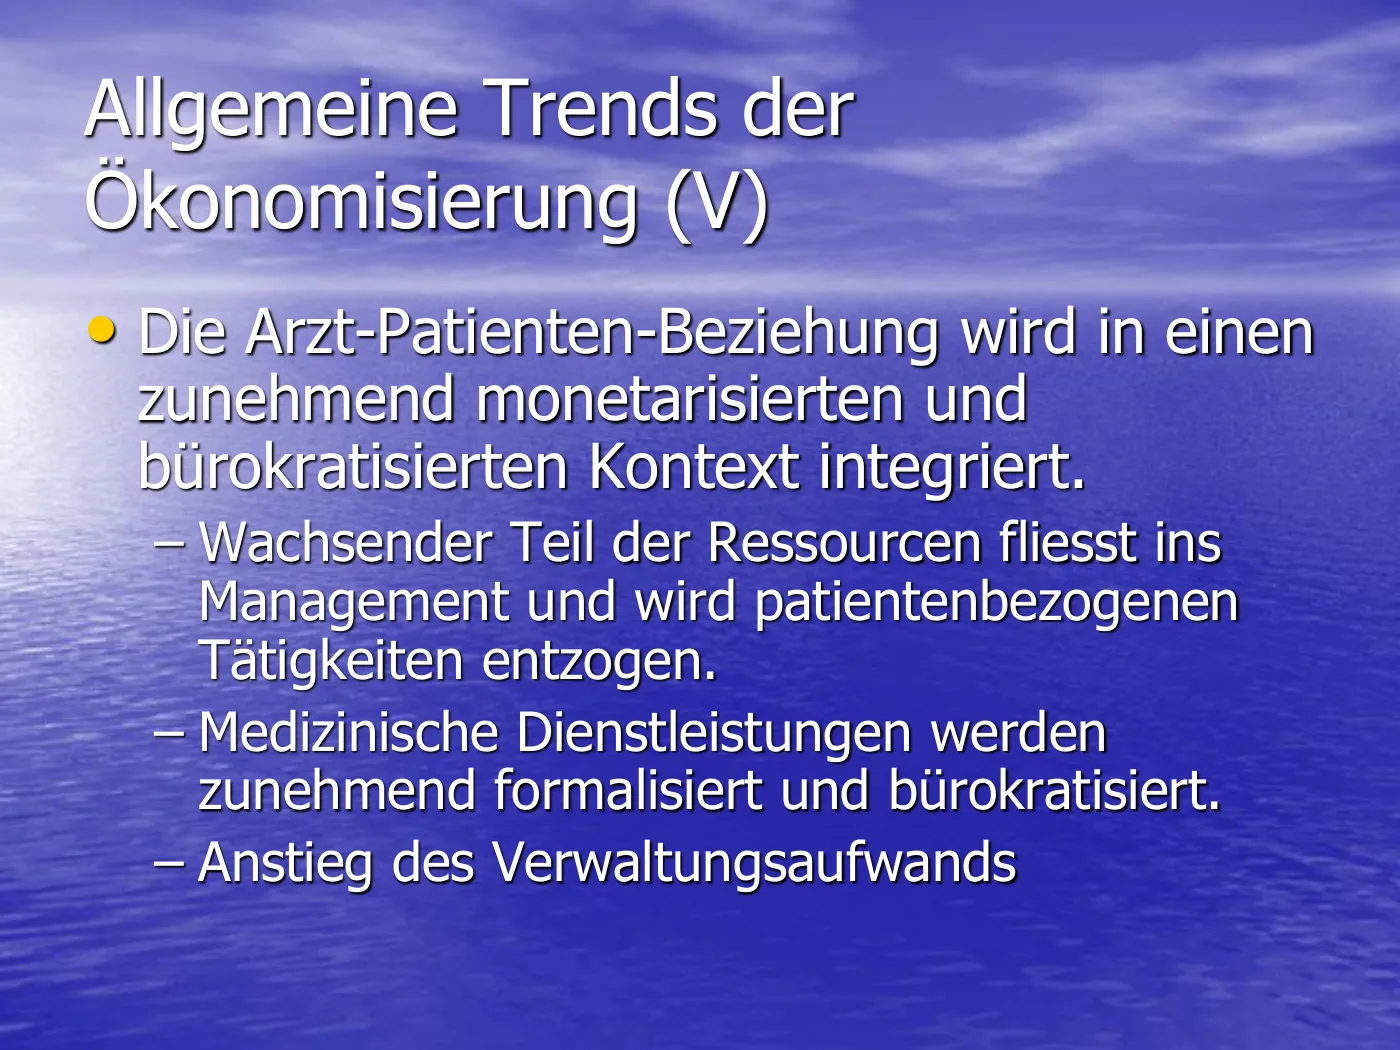 Allgemeine Trends der
Ökonomisierung (V)
• Die Arzt-Patienten-Beziehung wird in einen
zunehmend monetarisierten und
bürokratisierten Kontext integriert.
– Wachsender Teil der Ressourcen fliesst ins
Management und wird patientenbezogenen
Tätigkeiten entzogen.
– Medizinische Dienstleistungen werden
zunehmend formalisiert und bürokratisiert.
– Anstieg des Verwaltungsaufwands